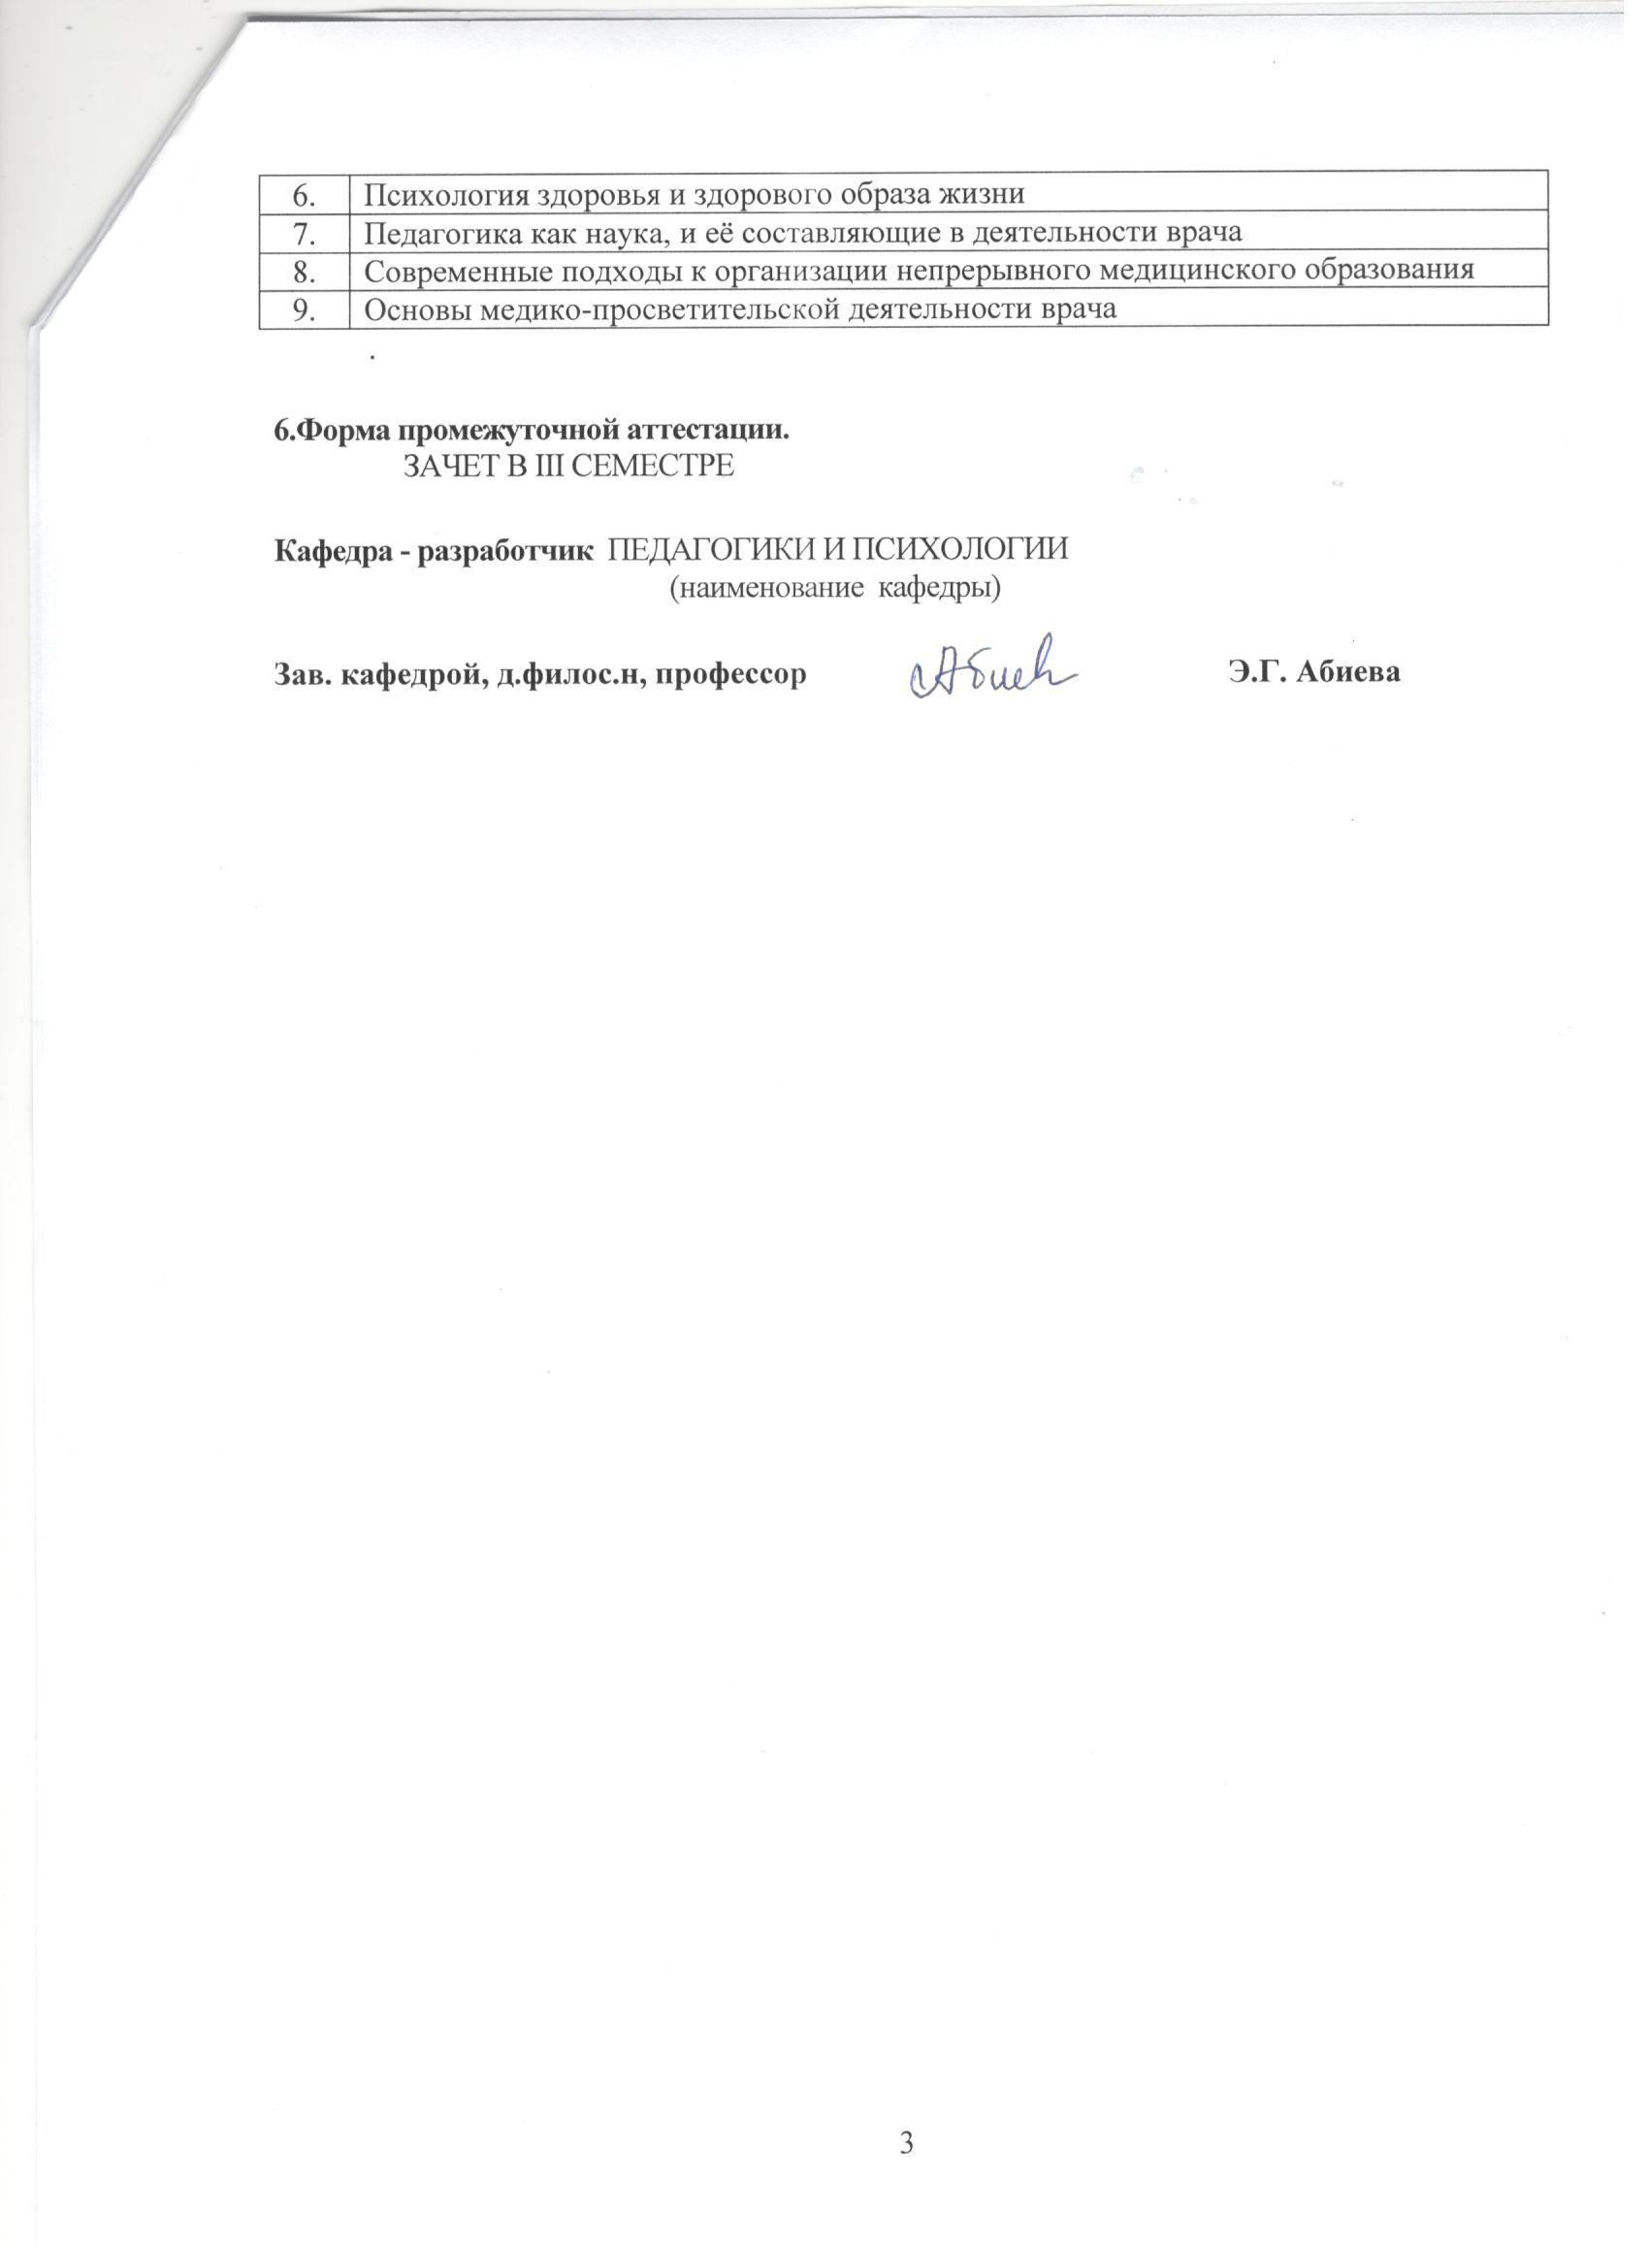 6. Психология здоровья и здорового образа жизни
7. Педагогика как наука, и её составляющие в деятельности врача
8. Современные подходы к организации непрерывного медицинского образования
9. Основы медико-просветительской деятельности врача
6.Форма промежуточной аттестации.
ЗАЧЕТ В III СЕМЕСТРЕ
Кафедра - разработчик ПЕДАГОГИКИ И ПСИХОЛОГИИ
(наименование кафедры)
Зав. кафедрой, д.филос.н, профессор Э.Г. Абиева
3